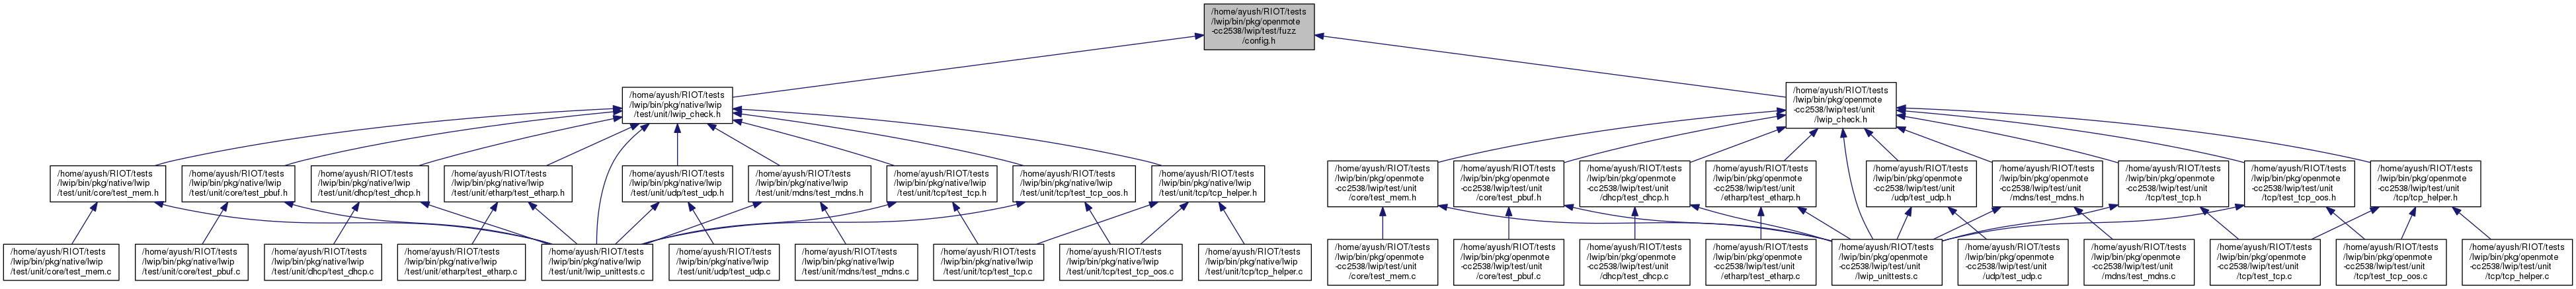 /home/ayush/RIOT/tests
/lwip/bin/pkg/openmote
-cc2538/lwip/test/fuzz
/config.h
/home/ayush/RIOT/tests
/lwip/bin/pkg/native/lwip
/test/unit/lwip_check.h
/home/ayush/RIOT/tests
/lwip/bin/pkg/openmote
-cc2538/lwip/test/unit
/lwip_check.h
/home/ayush/RIOT/tests
/lwip/bin/pkg/native/lwip
/test/unit/core/test_mem.h
/home/ayush/RIOT/tests
/lwip/bin/pkg/native/lwip
/test/unit/core/test_pbuf.h
/home/ayush/RIOT/tests
/lwip/bin/pkg/native/lwip
/test/unit/dhcp/test_dhcp.h
/home/ayush/RIOT/tests
/lwip/bin/pkg/native/lwip
/test/unit/etharp/test_etharp.h
/home/ayush/RIOT/tests
/lwip/bin/pkg/native/lwip
/test/unit/udp/test_udp.h
/home/ayush/RIOT/tests
/lwip/bin/pkg/native/lwip
/test/unit/mdns/test_mdns.h
/home/ayush/RIOT/tests
/lwip/bin/pkg/native/lwip
/test/unit/tcp/test_tcp.h
/home/ayush/RIOT/tests
/lwip/bin/pkg/native/lwip
/test/unit/tcp/test_tcp_oos.h
/home/ayush/RIOT/tests
/lwip/bin/pkg/native/lwip
/test/unit/tcp/tcp_helper.h
/home/ayush/RIOT/tests
/lwip/bin/pkg/openmote
-cc2538/lwip/test/unit
/core/test_mem.h
/home/ayush/RIOT/tests
/lwip/bin/pkg/openmote
-cc2538/lwip/test/unit
/core/test_pbuf.h
/home/ayush/RIOT/tests
/lwip/bin/pkg/openmote
-cc2538/lwip/test/unit
/dhcp/test_dhcp.h
/home/ayush/RIOT/tests
/lwip/bin/pkg/openmote
-cc2538/lwip/test/unit
/etharp/test_etharp.h
/home/ayush/RIOT/tests
/lwip/bin/pkg/openmote
-cc2538/lwip/test/unit
/udp/test_udp.h
/home/ayush/RIOT/tests
/lwip/bin/pkg/openmote
-cc2538/lwip/test/unit
/mdns/test_mdns.h
/home/ayush/RIOT/tests
/lwip/bin/pkg/openmote
-cc2538/lwip/test/unit
/tcp/test_tcp.h
/home/ayush/RIOT/tests
/lwip/bin/pkg/openmote
-cc2538/lwip/test/unit
/tcp/test_tcp_oos.h
/home/ayush/RIOT/tests
/lwip/bin/pkg/openmote
-cc2538/lwip/test/unit
/tcp/tcp_helper.h
/home/ayush/RIOT/tests
/lwip/bin/pkg/native/lwip
/test/unit/core/test_mem.c
/home/ayush/RIOT/tests
/lwip/bin/pkg/native/lwip
/test/unit/core/test_pbuf.c
/home/ayush/RIOT/tests
/lwip/bin/pkg/native/lwip
/test/unit/dhcp/test_dhcp.c
/home/ayush/RIOT/tests
/lwip/bin/pkg/native/lwip
/test/unit/etharp/test_etharp.c
/home/ayush/RIOT/tests
/lwip/bin/pkg/native/lwip
/test/unit/lwip_unittests.c
/home/ayush/RIOT/tests
/lwip/bin/pkg/native/lwip
/test/unit/udp/test_udp.c
/home/ayush/RIOT/tests
/lwip/bin/pkg/native/lwip
/test/unit/mdns/test_mdns.c
/home/ayush/RIOT/tests
/lwip/bin/pkg/native/lwip
/test/unit/tcp/test_tcp.c
/home/ayush/RIOT/tests
/lwip/bin/pkg/native/lwip
/test/unit/tcp/test_tcp_oos.c
/home/ayush/RIOT/tests
/lwip/bin/pkg/native/lwip
/test/unit/tcp/tcp_helper.c
/home/ayush/RIOT/tests
/lwip/bin/pkg/openmote
-cc2538/lwip/test/unit
/core/test_mem.c
/home/ayush/RIOT/tests
/lwip/bin/pkg/openmote
-cc2538/lwip/test/unit
/core/test_pbuf.c
/home/ayush/RIOT/tests
/lwip/bin/pkg/openmote
-cc2538/lwip/test/unit
/dhcp/test_dhcp.c
/home/ayush/RIOT/tests
/lwip/bin/pkg/openmote
-cc2538/lwip/test/unit
/etharp/test_etharp.c
/home/ayush/RIOT/tests
/lwip/bin/pkg/openmote
-cc2538/lwip/test/unit
/lwip_unittests.c
/home/ayush/RIOT/tests
/lwip/bin/pkg/openmote
-cc2538/lwip/test/unit
/udp/test_udp.c
/home/ayush/RIOT/tests
/lwip/bin/pkg/openmote
-cc2538/lwip/test/unit
/mdns/test_mdns.c
/home/ayush/RIOT/tests
/lwip/bin/pkg/openmote
-cc2538/lwip/test/unit
/tcp/test_tcp.c
/home/ayush/RIOT/tests
/lwip/bin/pkg/openmote
-cc2538/lwip/test/unit
/tcp/test_tcp_oos.c
/home/ayush/RIOT/tests
/lwip/bin/pkg/openmote
-cc2538/lwip/test/unit
/tcp/tcp_helper.c